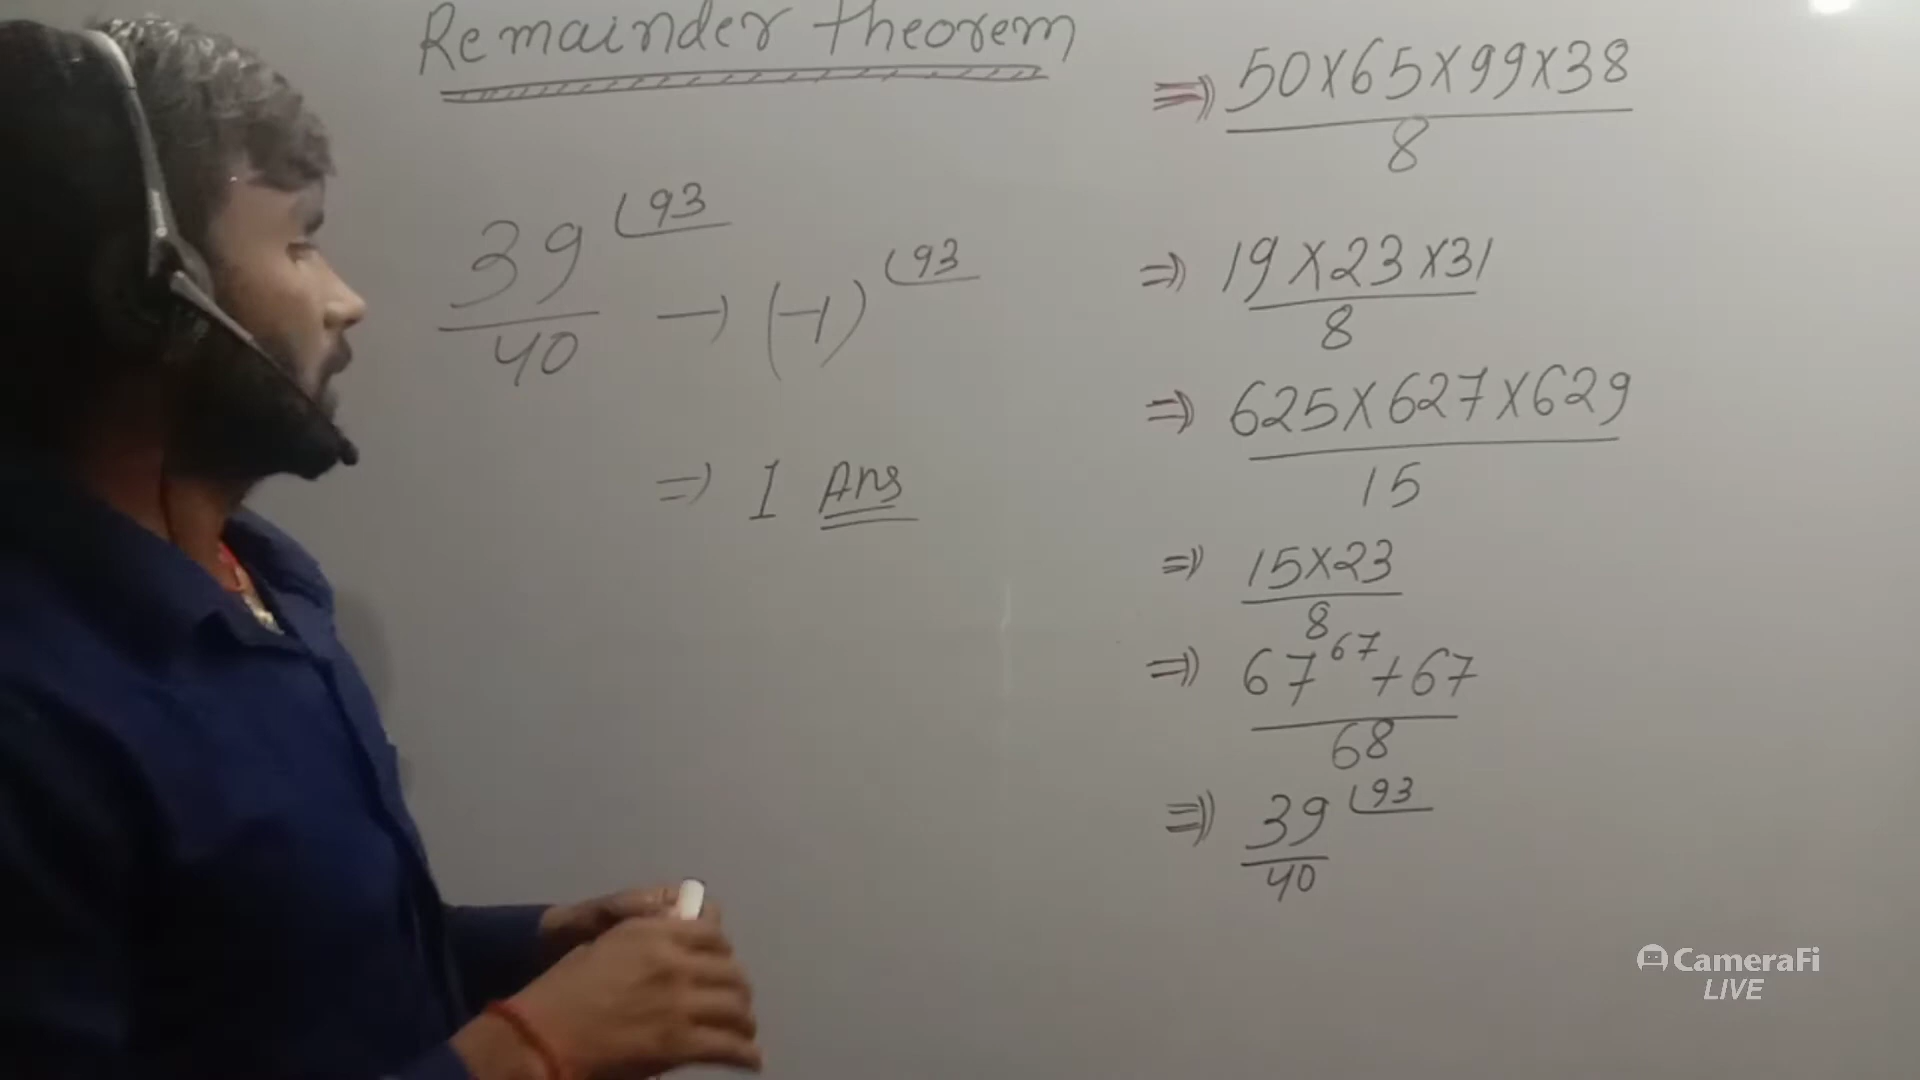 Remainder theorem
39^93
40 → (-1)^93
⇒ 1 Ans
⇒ 50×65×99×38
8
⇒ 19×23×31
8
⇒ 625×627×629
15
⇒ 15×23
8
⇒ 67^67+67
68
⇒ 39^93
40
CameraFi
LIVE